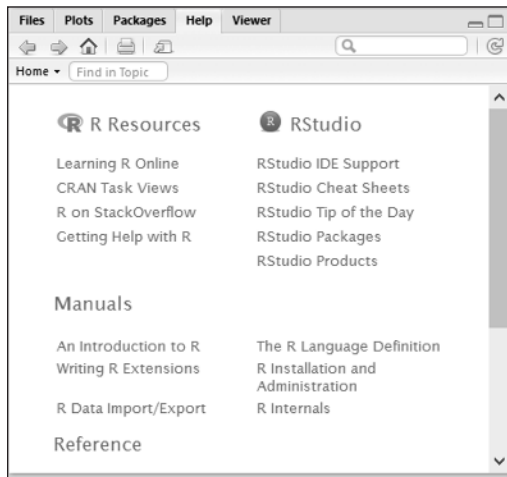 Files Plots Packages Help Viewer
Home Find in Topic
R R Resources
Learning R Online
CRAN Task Views
R on StackOverflow
Getting Help with R
R RStudio
RStudio IDE Support
RStudio Cheat Sheets
RStudio Tip of the Day
RStudio Packages
RStudio Products
Manuals
An Introduction to R The R Language Definition
Writing R Extensions R Installation and
Administration
R Data Import/Export R Internals
Reference